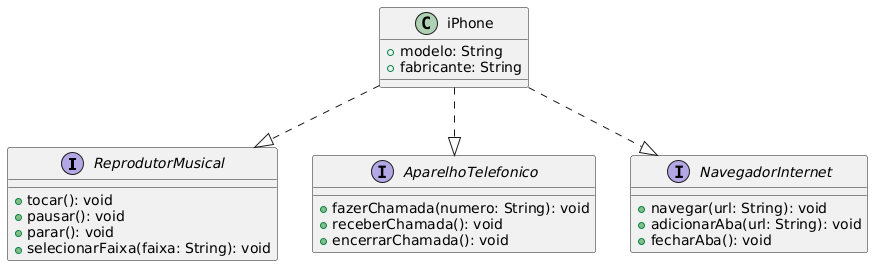 C iPhone
modelo: String
fabricante: String
I ReprodutorMusical
tocar(): void
pausar(): void
parar(): void
selecionarFaixa(faixa: String): void
I AparelhoTelefonico
fazerChamada(numero: String): void
receberChamada(): void
encerrarChamada(): void
I NavegadorInternet
navegar(url: String): void
adicionarAba(url: String): void
fecharAba(): void